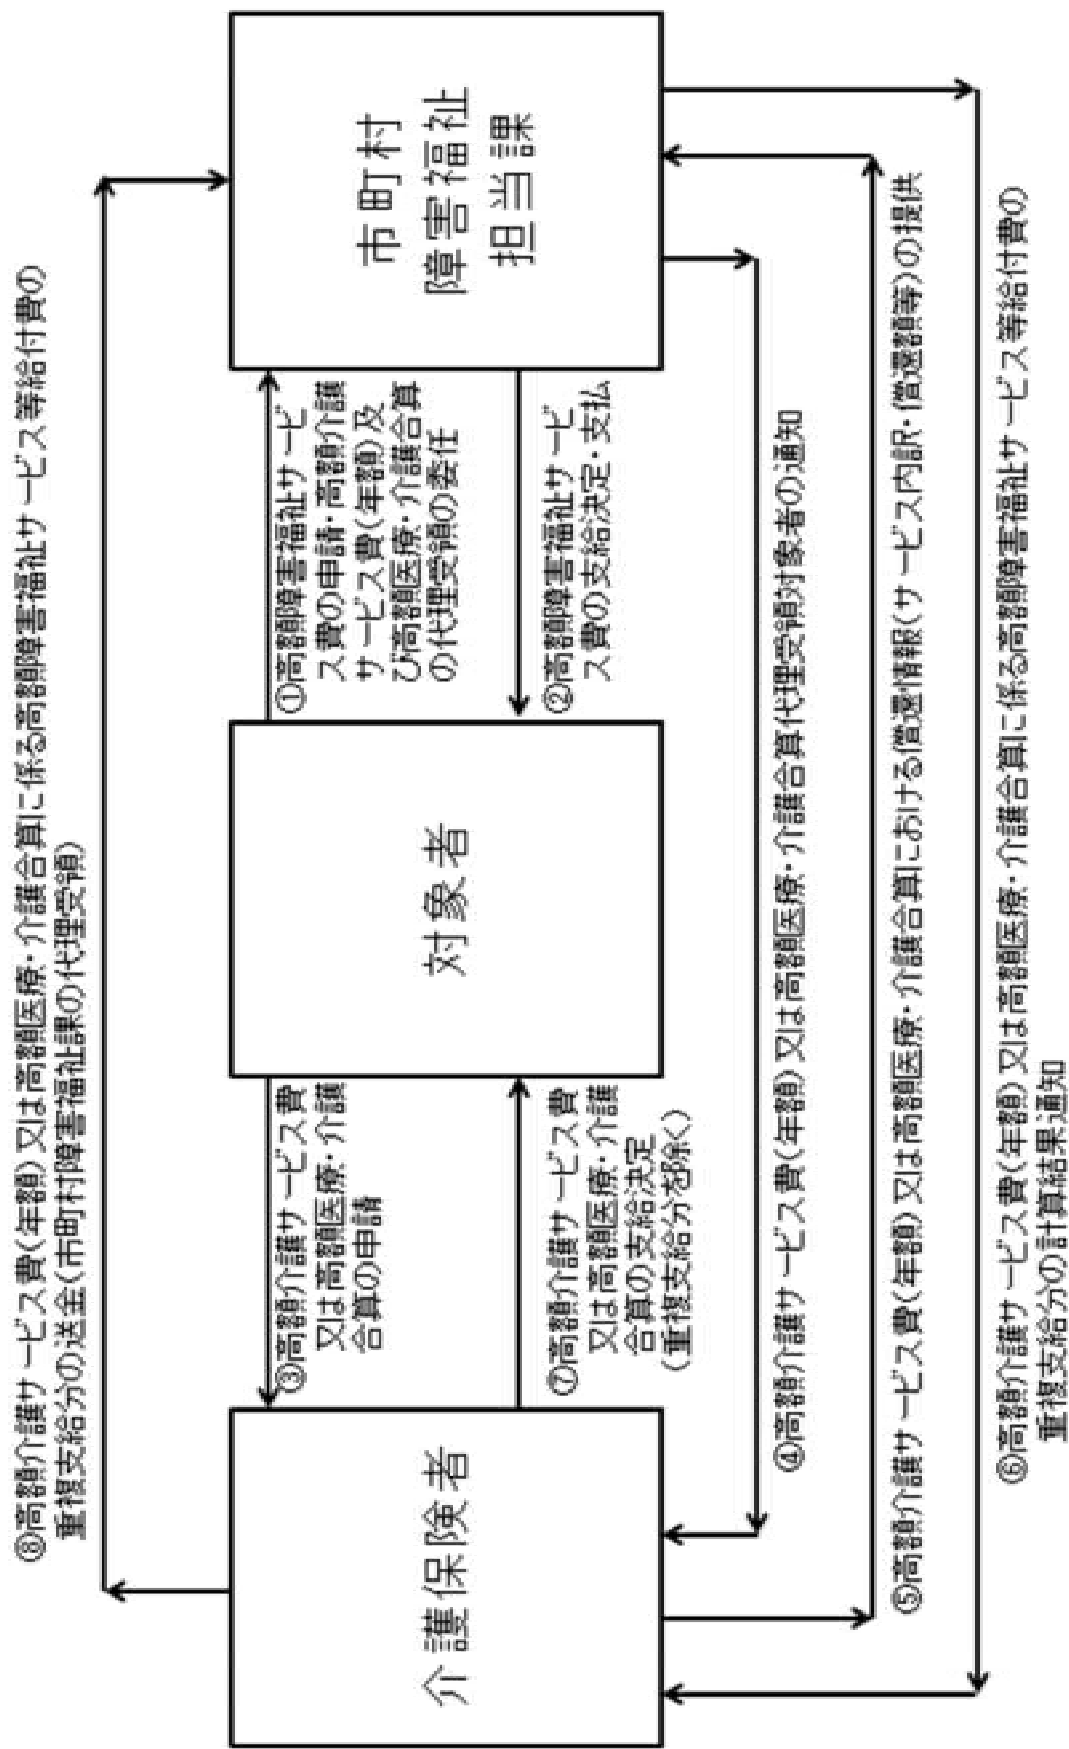 ⑧高額介護サービス費(年額)又は高額医療・介護合算に係る高額障害福祉サービス等給付費の
重複支給分の送金(市町村障害福祉課の代理受領)
介護保険者
対象者
市町村
障害福祉
担当課
③高額介護サービス費
又は高額医療・介護
合算の申請
①高額障害福祉サービ
ス費の申請・高額介護
サービス費(年額)及
び高額医療・介護合算
の代理受領の委任
⑦高額介護サービス費
又は高額医療・介護
合算の支給決定
(重複支給分を除く)
②高額障害福祉サービ
ス費の支給決定・支払
④高額介護サービス費(年額)又は高額医療・介護合算代理受領対象者の通知
⑤高額介護サービス費(年額)又は高額医療・介護合算における償還情報(サービス内訳・償還額等)の提供
⑥高額介護サービス費(年額)又は高額医療・介護合算に係る高額障害福祉サービス等給付費の
重複支給分の計算結果通知